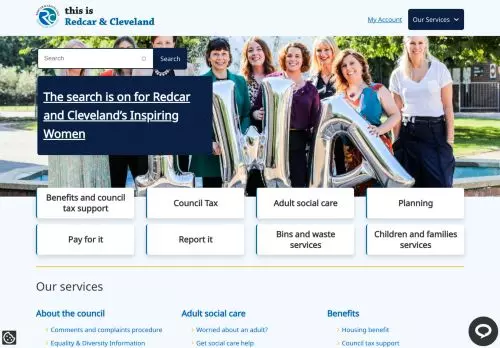 this is
Redcar & Cleveland
My Account
Our Services
Search
Search
The search is on for Redcar
and Cleveland's Inspiring
Women
IWA
Benefits and council
tax support
Council Tax
Adult social care
Planning
Pay for it
Report it
Bins and waste
services
Children and families
services
Our services
About the council
Adult social care
Benefits
Comments and complaints procedure
Worried about an adult?
Housing benefit
Equality & Diversity Information
Get social care help
Council tax support